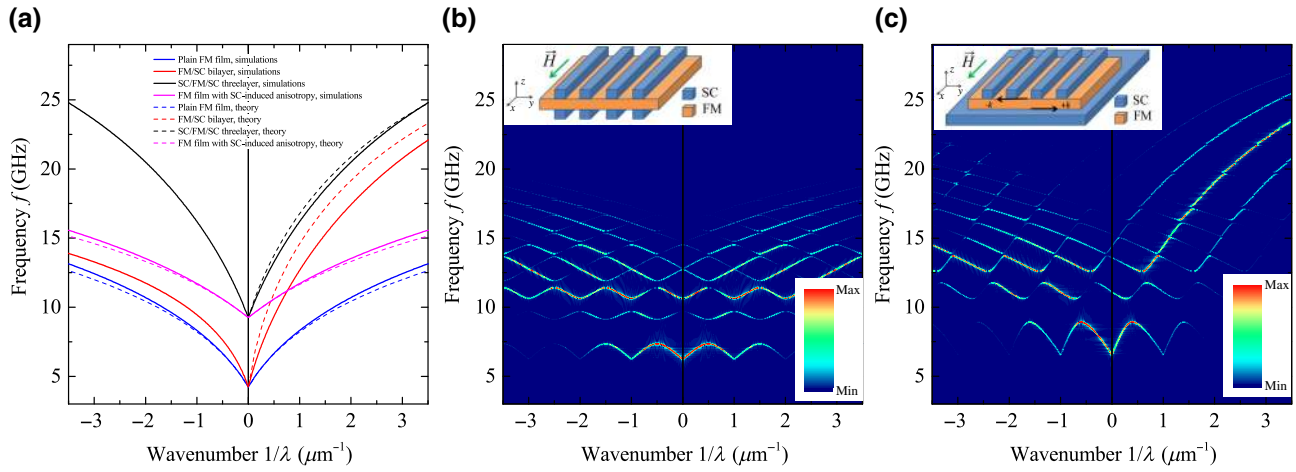 (a)
Plain FM film, simulations
FM/SC bilayer, simulations
SC/FM/SC threelayer, simulations
FM film with SC-induced anisotropy, simulations
Plain FM film, theory
FM/SC bilayer, theory
SC/FM/SC threelayer, theory
FM film with SC-induced anisotropy, theory
25
20
15
10
5
Frequency f (GHz)
−3 −2 −1 0 1 2 3
Wavenumber 1/λ (μm⁻¹)
(b)
H
z
y
x
SC
FM
25
20
15
10
5
Frequency f (GHz)
Max
Min
−3 −2 −1 0 1 2 3
Wavenumber 1/λ (μm⁻¹)
(c)
H
z
y
x
-k
+k
SC
FM
25
20
15
10
5
Frequency f (GHz)
Max
Min
−3 −2 −1 0 1 2 3
Wavenumber 1/λ (μm⁻¹)